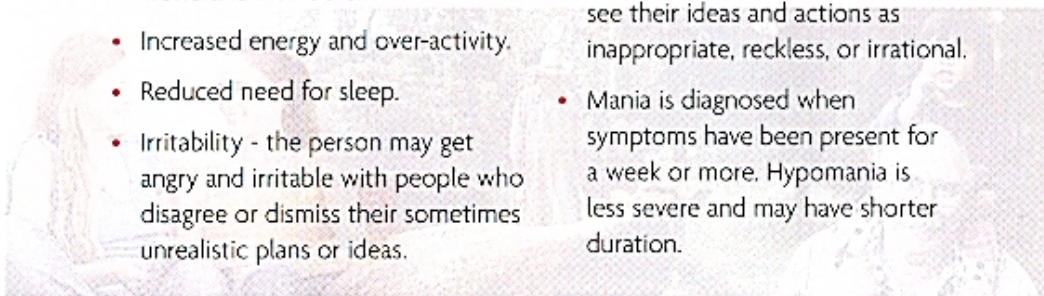 • Increased energy and over-activity.
• Reduced need for sleep.
• Irritability - the person may get
angry and irritable with people who
disagree or dismiss their sometimes
unrealistic plans or ideas.
see their ideas and actions as
inappropriate, reckless, or irrational.
• Mania is diagnosed when
symptoms have been present for
a week or more. Hypomania is
less severe and may have shorter
duration.